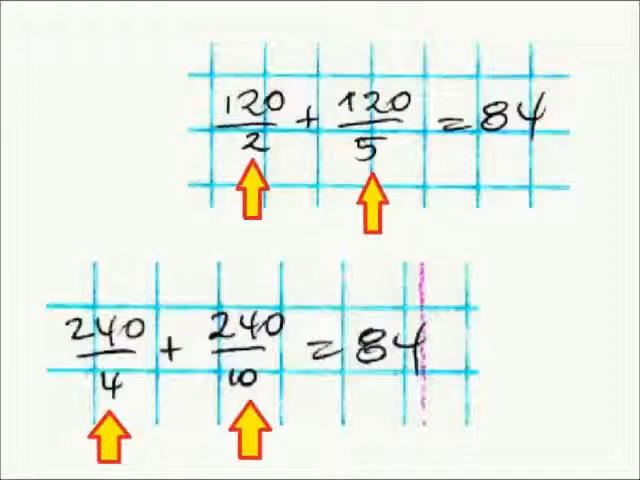 120/2 + 120/5 = 84
240/4 + 240/10 = 84